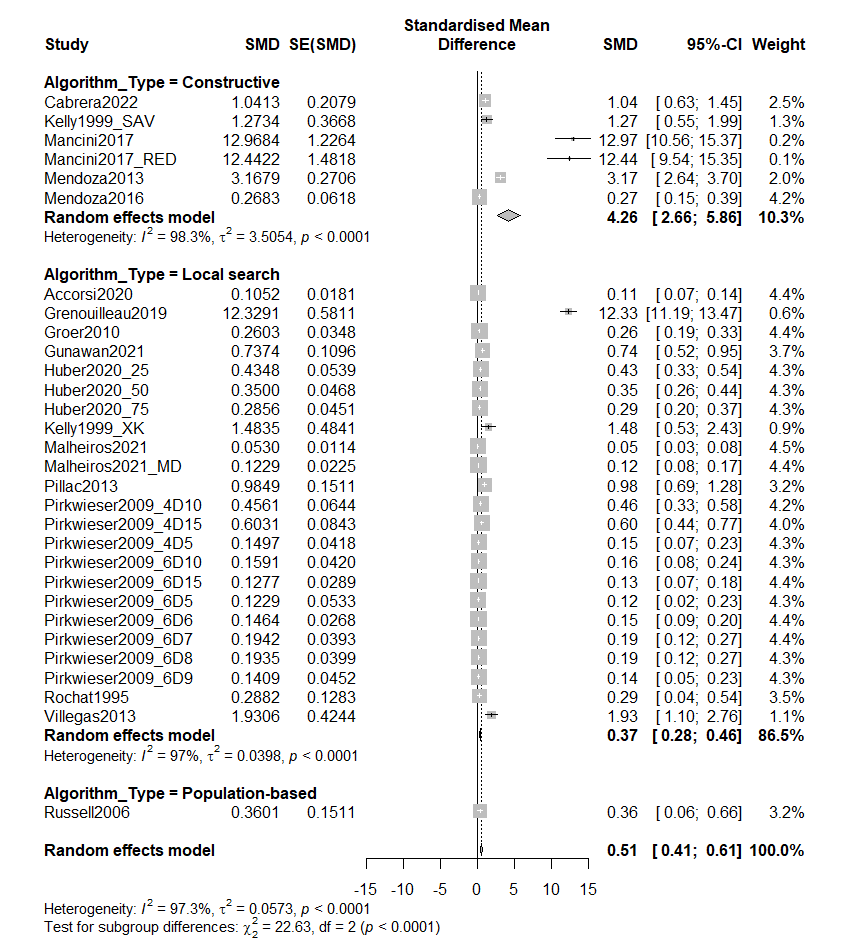 Standardised Mean
Study SMD SE(SMD) Difference SMD 95%-CI Weight
Algorithm_Type = Constructive
Cabrera2022 1.0413 0.2079 1.04 [ 0.63; 1.45] 2.5%
Kelly1999_SAV 1.2734 0.3668 1.27 [ 0.55; 1.99] 1.3%
Mancini2017 12.9684 1.2264 12.97 [10.56; 15.37] 0.2%
Mancini2017_RED 12.4422 1.4818 12.44 [ 9.54; 15.35] 0.1%
Mendoza2013 3.1679 0.2706 3.17 [ 2.64; 3.70] 2.0%
Mendoza2016 0.2683 0.0618 0.27 [ 0.15; 0.39] 4.2%
Random effects model 4.26 [ 2.66; 5.86] 10.3%
Heterogeneity: I² = 98.3%, τ² = 3.5054, p < 0.0001
Algorithm_Type = Local search
Accorsi2020 0.1052 0.0181 0.11 [ 0.07; 0.14] 4.4%
Grenouilleau2019 12.3291 0.5811 12.33 [11.19; 13.47] 0.6%
Groer2010 0.2603 0.0348 0.26 [ 0.19; 0.33] 4.4%
Gunawan2021 0.7374 0.1096 0.74 [ 0.52; 0.95] 3.7%
Huber2020_25 0.4348 0.0539 0.43 [ 0.33; 0.54] 4.3%
Huber2020_50 0.3500 0.0468 0.35 [ 0.26; 0.44] 4.3%
Huber2020_75 0.2856 0.0451 0.29 [ 0.20; 0.37] 4.3%
Kelly1999_XK 1.4835 0.4841 1.48 [ 0.53; 2.43] 0.9%
Malheiros2021 0.0530 0.0114 0.05 [ 0.03; 0.08] 4.5%
Malheiros2021_MD 0.1229 0.0225 0.12 [ 0.08; 0.17] 4.4%
Pillac2013 0.9849 0.1511 0.98 [ 0.69; 1.28] 3.2%
Pirkwieser2009_4D10 0.4561 0.0644 0.46 [ 0.33; 0.58] 4.2%
Pirkwieser2009_4D15 0.6031 0.0843 0.60 [ 0.44; 0.77] 4.0%
Pirkwieser2009_4D5 0.1497 0.0418 0.15 [ 0.07; 0.23] 4.3%
Pirkwieser2009_6D10 0.1591 0.0420 0.16 [ 0.08; 0.24] 4.3%
Pirkwieser2009_6D15 0.1277 0.0289 0.13 [ 0.07; 0.18] 4.4%
Pirkwieser2009_6D5 0.1229 0.0533 0.12 [ 0.02; 0.23] 4.3%
Pirkwieser2009_6D6 0.1464 0.0268 0.15 [ 0.09; 0.20] 4.4%
Pirkwieser2009_6D7 0.1942 0.0393 0.19 [ 0.12; 0.27] 4.4%
Pirkwieser2009_6D8 0.1935 0.0399 0.19 [ 0.12; 0.27] 4.3%
Pirkwieser2009_6D9 0.1409 0.0452 0.14 [ 0.05; 0.23] 4.3%
Rochat1995 0.2882 0.1283 0.29 [ 0.04; 0.54] 3.5%
Villegas2013 1.9306 0.4244 1.93 [ 1.10; 2.76] 1.1%
Random effects model 0.37 [ 0.28; 0.46] 86.5%
Heterogeneity: I² = 97%, τ² = 0.0398, p < 0.0001
Algorithm_Type = Population-based
Russell2006 0.3601 0.1511 0.36 [ 0.06; 0.66] 3.2%
Random effects model 0.51 [ 0.41; 0.61] 100.0%
-15 -10 -5 0 5 10 15
Heterogeneity: I² = 97.3%, τ² = 0.0573, p < 0.0001
Test for subgroup differences: χ²₂ = 22.63, df = 2 (p < 0.0001)